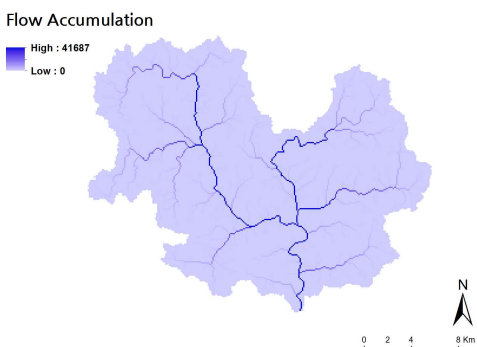 Flow Accumulation
High : 41687
Low : 0
N
0 2 4 8 Km